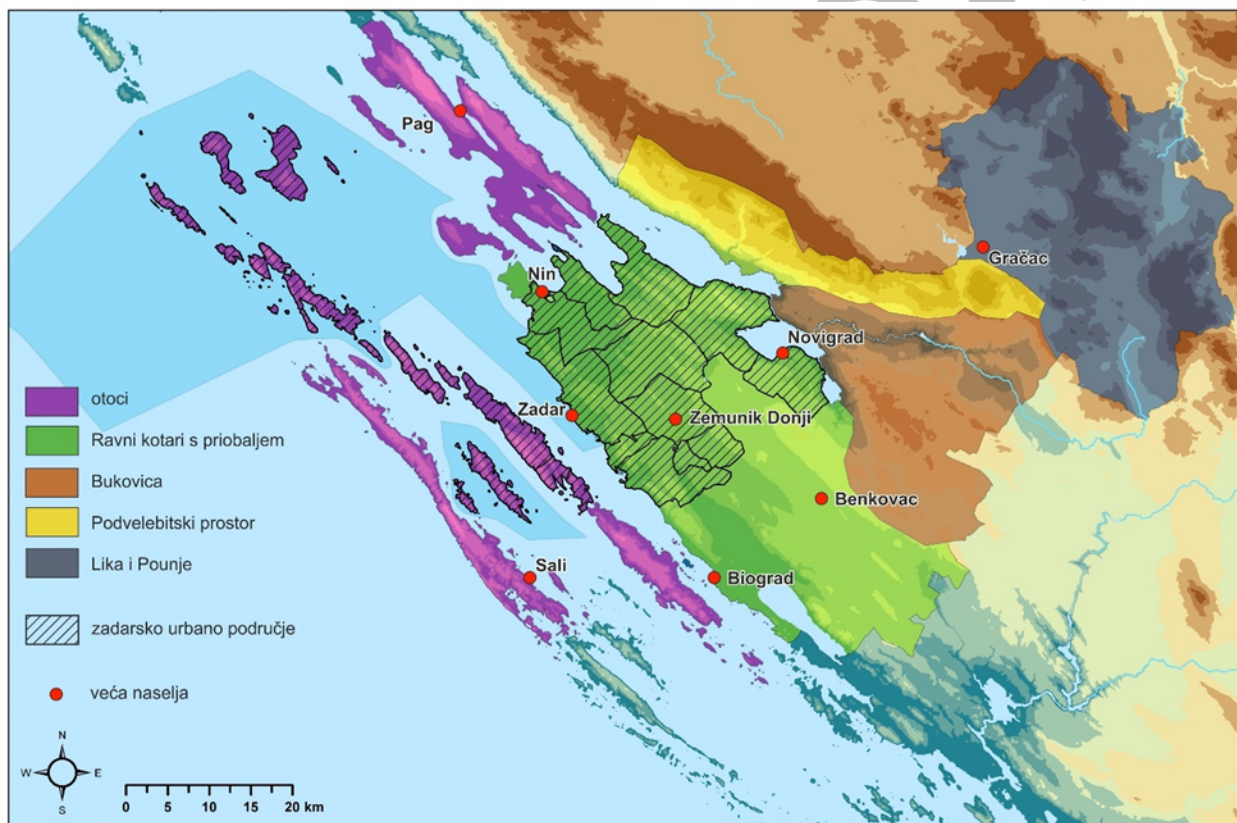 Pag
Gračac
Nin
Novigrad
Zadar
Zemunik Donji
Benkovac
Sali
Biograd
otoci
Ravni kotari s priobaljem
Bukovica
Podvelebitski prostor
Lika i Pounje
zadarsko urbano područje
veća naselja
N
W E
S
0 5 10 20 km